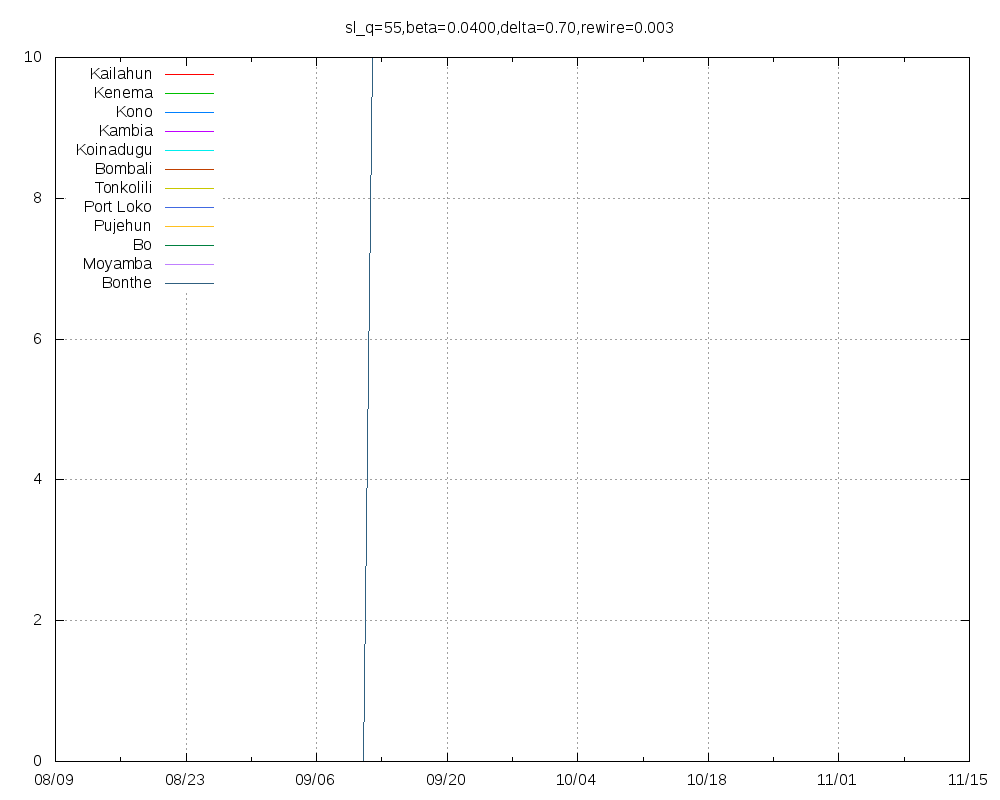 sl_q=55,beta=0.0400,delta=0.70,rewire=0.003
10
Kailahun
Kenema
Kono
Kambia
Koinadugu
Bombali
8
Tonkolili
Port Loko
Pujehun
Bo
Moyamba
Bonthe
6
4
2
0
08/09 08/23 09/06 09/20 10/04 10/18 11/01 11/15